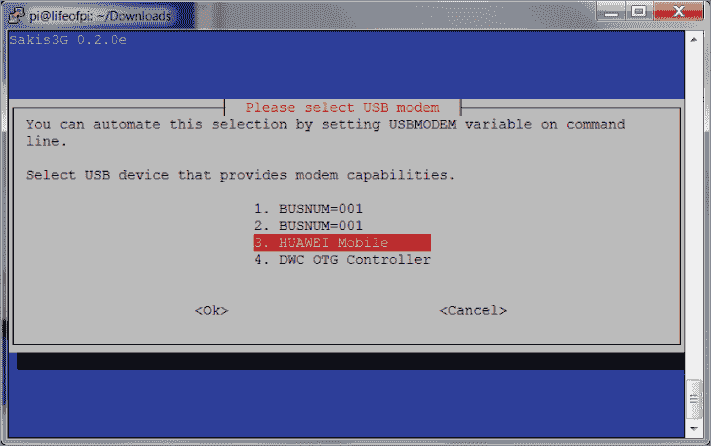 pi@lifeofpi: ~/Downloads
Sakis3G 0.2.0e
Please select USB modem
You can automate this selection by setting USBMODEM variable on command
line.
Select USB device that provides modem capabilities.
1. BUSNUM=001
2. BUSNUM=001
3. HUAWEI Mobile
4. DWC OTG Controller
<Ok> <Cancel>